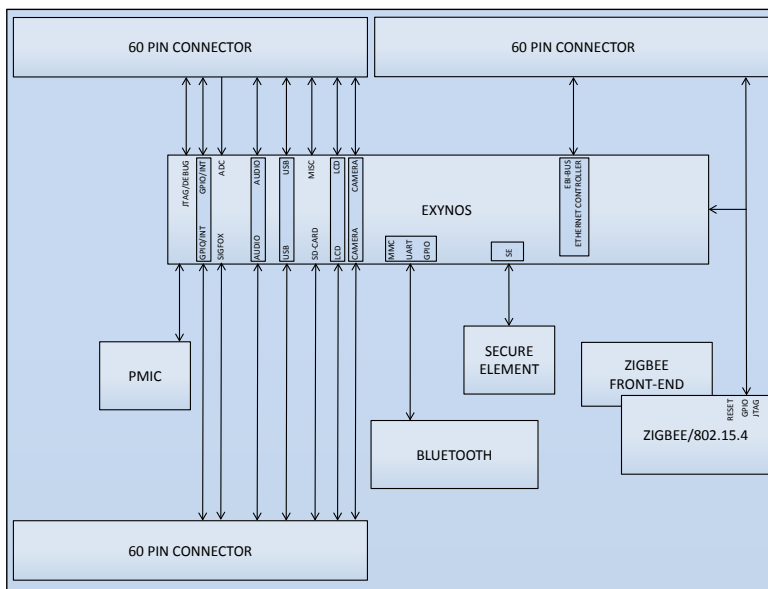 60 PIN CONNECTOR
60 PIN CONNECTOR
JTAG/DEBUG
GPIO/INT
ADC
AUDIO
USB
MISC
LCD
CAMERA
EBI-BUS
ETHERNET CONTROLLER
EXYNOS
GPIO/INT
SIGFOX
AUDIO
USB
SD-CARD
LCD
CAMERA
MMC
UART
GPIO
SE
PMIC
SECURE
ELEMENT
ZIGBEE
FRONT-END
RESET
GPIO
JTAG
ZIGBEE/802.15.4
BLUETOOTH
60 PIN CONNECTOR